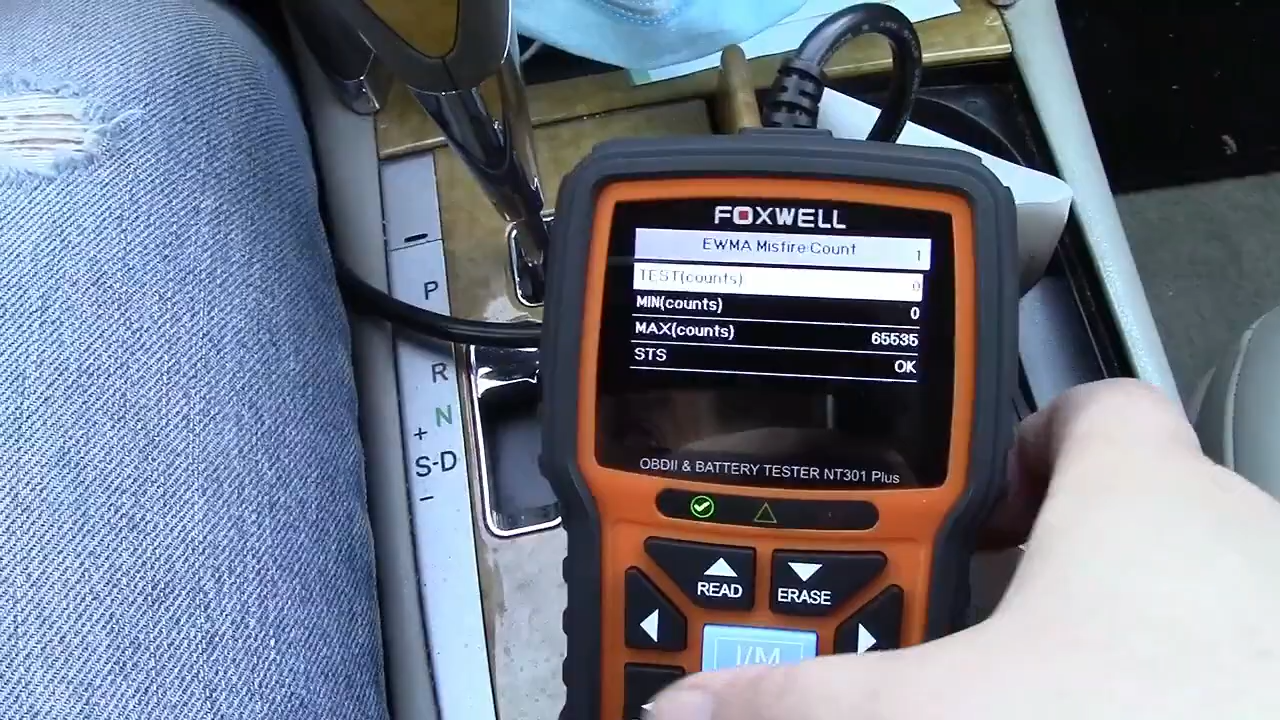 FOXWELL
EWMA Misfire Count 1
TEST(counts) 0
MIN(counts) 0
MAX(counts) 65535
STS OK
OBDII & BATTERY TESTER NT301 Plus
READ
ERASE
I/M
P
R
N
+
S-D
−